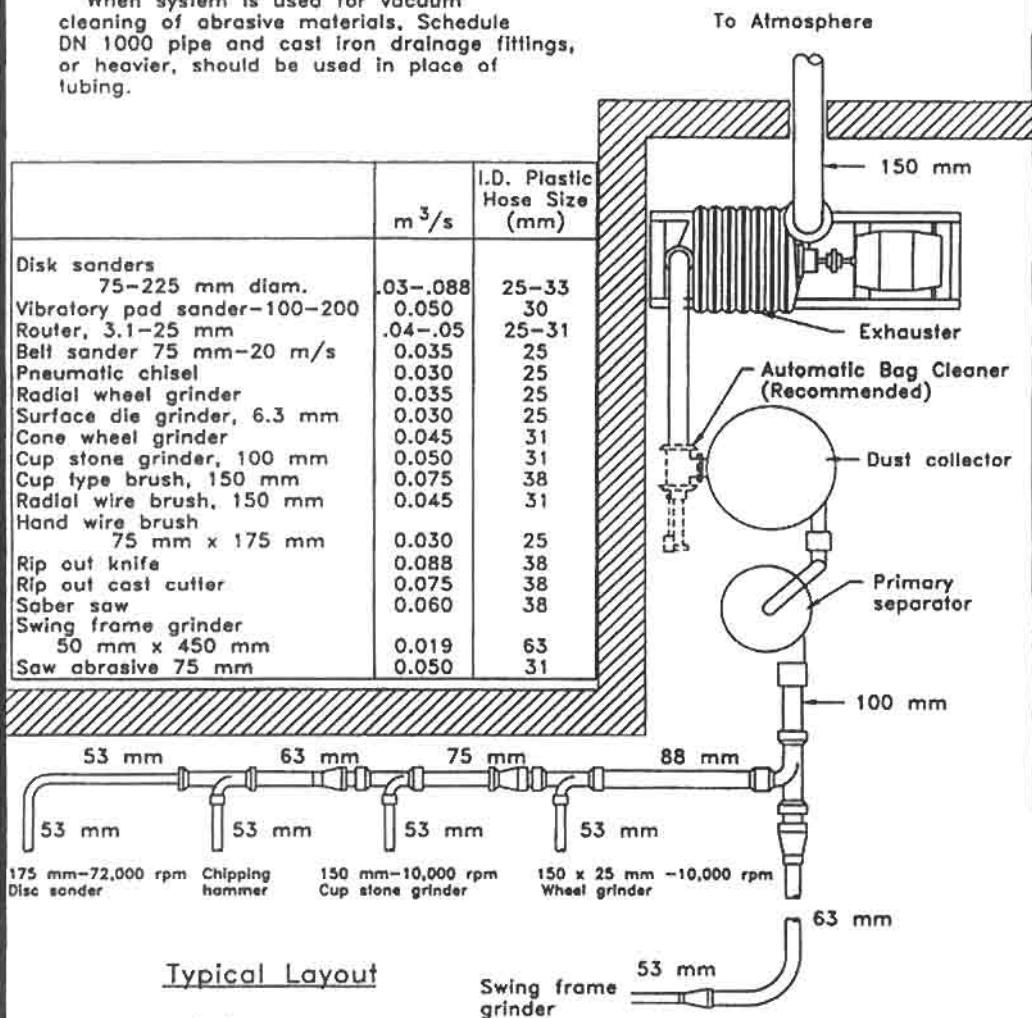 When system is used for vacuum
cleaning of abrasive materials, Schedule
DN 1000 pipe and cast iron drainage fittings,
or heavier, should be used in place of
tubing.
To Atmosphere
150 mm
Exhauster
Automatic Bag Cleaner
(Recommended)
Dust collector
Primary
separator
100 mm
m³/s
I.D. Plastic
Hose Size
(mm)
Disk sanders
75-225 mm diam. .03-.088 25-33
Vibratory pad sander-100-200 0.050 30
Router, 3.1-25 mm .04-.05 25-31
Belt sander 75 mm-20 m/s 0.035 25
Pneumatic chisel 0.030 25
Radial wheel grinder 0.035 25
Surface die grinder, 6.3 mm 0.030 25
Cone wheel grinder 0.045 31
Cup stone grinder, 100 mm 0.050 31
Cup type brush, 150 mm 0.075 38
Radial wire brush, 150 mm 0.045 31
Hand wire brush
75 mm x 175 mm 0.030 25
Rip out knife 0.088 38
Rip out cast cutter 0.075 38
Saber saw 0.060 38
Swing frame grinder
50 mm x 450 mm 0.019 63
Saw abrasive 75 mm 0.050 31
53 mm 63 mm 75 mm 88 mm
53 mm 53 mm 53 mm 53 mm
175 mm-72,000 rpm
Disc sander
Chipping
hammer
150 mm-10,000 rpm
Cup stone grinder
150 x 25 mm -10,000 rpm
Wheel grinder
63 mm
53 mm
Swing frame
grinder
Typical Layout